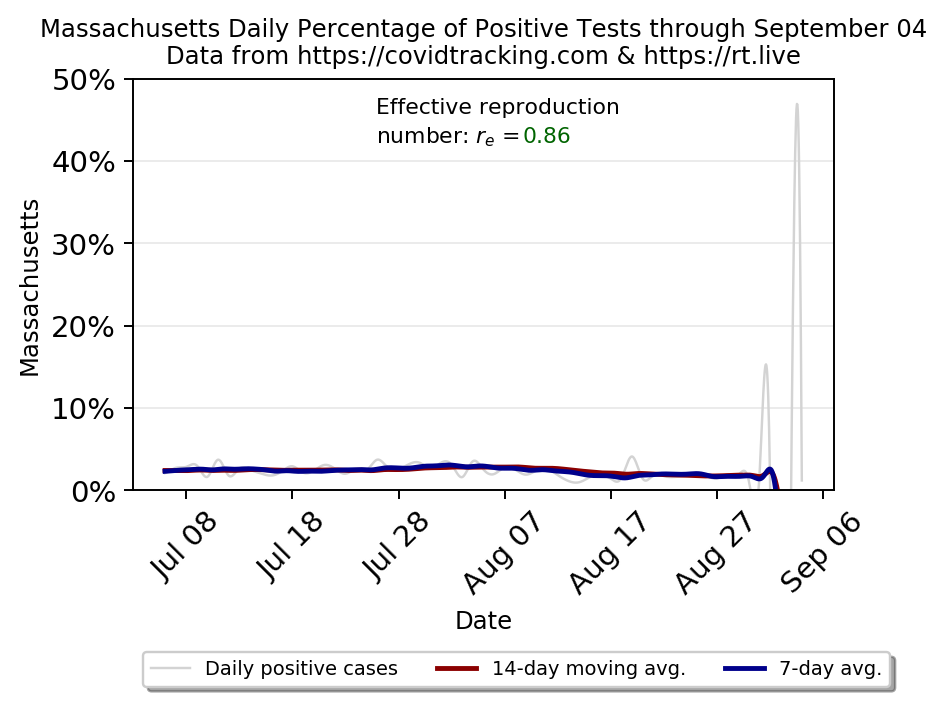 Massachusetts Daily Percentage of Positive Tests through September 04
Data from https://covidtracking.com & https://rt.live
50%
40%
30%
20%
10%
0%
Massachusetts
Effective reproduction
number: rₑ =0.86
Jul 08
Jul 18
Jul 28
Aug 07
Aug 17
Aug 27
Sep 06
Date
Daily positive cases
14-day moving avg.
7-day avg.